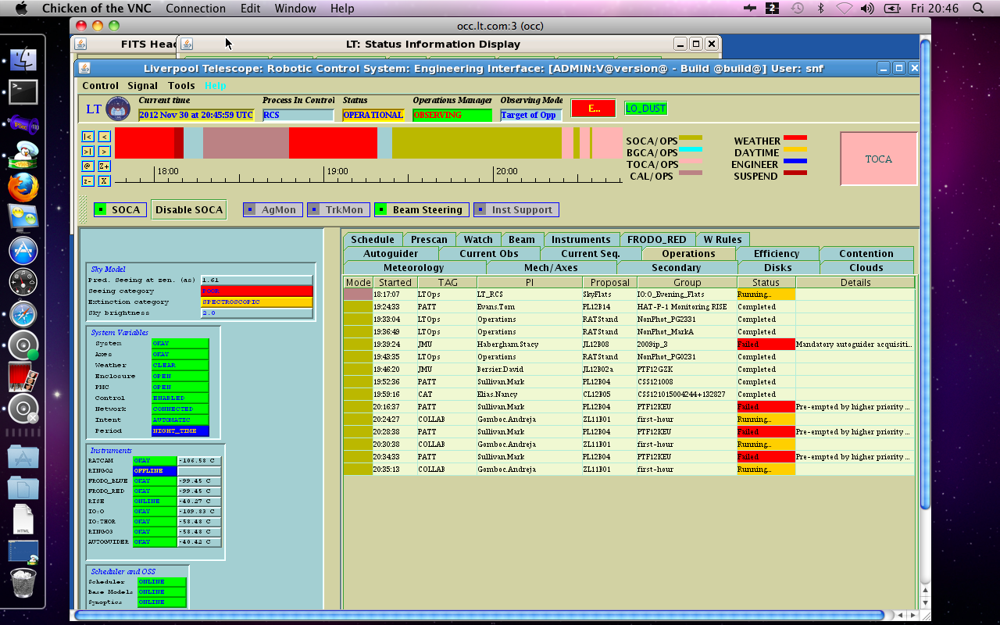 Chicken of the VNC Connection Edit Window Help 2 Fri 20:46
occ.lt.com:3 (occ)
FITS Head LT: Status Information Display
Liverpool Telescope: Robotic Control System: Engineering Interface: [ADMIN:V@version@ - Build @build@] User: snf
Control Signal Tools Help
LT Current time Process In Control Status Operations Manager Observing Mode
2012 Nov 30 at 20:45:59 UTC RCS OPERATIONAL OBSERVING Target of Opp E... LO_DUST
|< <
>| >
@ Z+
z- X
18:00 19:00 20:00
SOCA/OPS WEATHER
BGCA/OPS DAYTIME
TOCA/OPS ENGINEER
CAL/OPS SUSPEND
TOCA
SOCA Disable SOCA AgMon TrkMon Beam Steering Inst Support
Sky Model
Pred. Seeing at zen. (as) 1.61
Seeing category POOR
Extinction category SPECTROSCOPIC
Sky brightness 2.0
System Variables
System OKAY
Axes OKAY
Weather CLEAR
Enclosure OPEN
PMC OPEN
Control ENABLED
Network CONNECTED
Intent AUTOMATIC
Period NIGHT_TIME
Instruments
RATCAM OKAY -106.58 C
RINGO2 OFFLINE
FRODO_BLUE OKAY -99.45 C
FRODO_RED OKAY -99.45 C
RISE ONLINE -40.27 C
IO:O OKAY -109.83 C
IO:THOR OKAY -58.48 C
RINGO3 OKAY -58.48 C
AUTOGUIDER OKAY -40.42 C
Scheduler and OSS
Scheduler ONLINE
Base Models ONLINE
Synoptics ONLINE
Schedule Prescan Watch Beam Instruments FRODO_RED W Rules
Autoguider Current Obs Current Seq. Operations Efficiency Contention
Meteorology Mech/Axes Secondary Disks Clouds
Mode Started TAG PI Proposal Group Status Details
18:17:07 LTOps LT_RCS SkyFlats IO:O_Evening_Flats Running...
19:24:33 PATT Evans.Tom PL12B14 HAT-P-1 Monitoring RISE Completed
19:33:04 LTOps Operations RATStand NonPhot_PG2331 Completed
19:36:49 LTOps Operations RATStand NonPhot_MarkA Completed
19:39:24 JMU Habergham.Stacy JL12B08 2009ip_3 Failed Mandatory autoguider acquisiti...
19:43:35 LTOps Operations RATStand NonPhot_PG0231 Completed
19:46:20 JMU Bersier.David JL12B02a PTF12GZK Completed
19:52:36 PATT Sullivan.Mark PL12B04 CSS121008 Completed
19:59:16 CAT Elias.Nancy CL12B05 CSS121015004244+132827 Completed
20:16:37 PATT Sullivan.Mark PL12B04 PTF12KEU Failed Pre-empted by higher priority ...
20:24:27 COLLAB Gomboc.Andreja ZL11B01 first-hour Running...
20:28:38 PATT Sullivan.Mark PL12B04 PTF12KEU Failed Pre-empted by higher priority ...
20:30:38 COLLAB Gomboc.Andreja ZL11B01 first-hour Running...
20:34:33 PATT Sullivan.Mark PL12B04 PTF12KEU Failed Pre-empted by higher priority ...
20:35:13 COLLAB Gomboc.Andreja ZL11B01 first-hour Running...
HTML